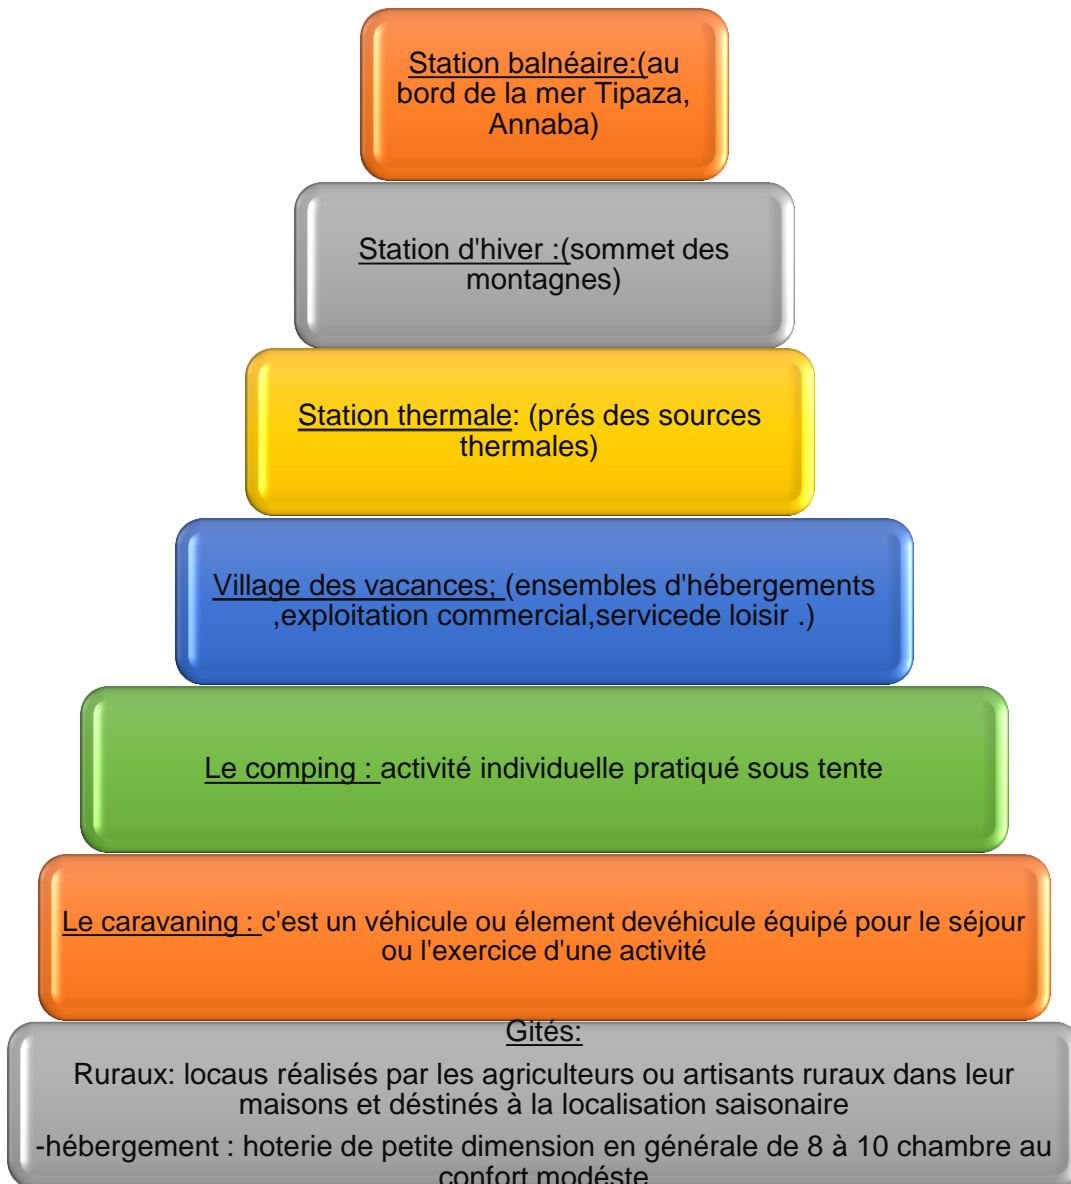 Station balnéaire:(au
bord de la mer Tipaza,
Annaba)
Station d'hiver :(sommet des
montagnes)
Station thermale: (prés des sources
thermales)
Village des vacances; (ensembles d'hébergements
,exploitation commercial,servicede loisir .)
Le comping : activité individuelle pratiqué sous tente
Le caravaning : c'est un véhicule ou élement devéhicule équipé pour le séjour
ou l'exercice d'une activité
Gités:
Ruraux: locaus réalisés par les agriculteurs ou artisants ruraux dans leur
maisons et déstinés à la localisation saisonaire
-hébergement : hoterie de petite dimension en générale de 8 à 10 chambre au
confort modéste